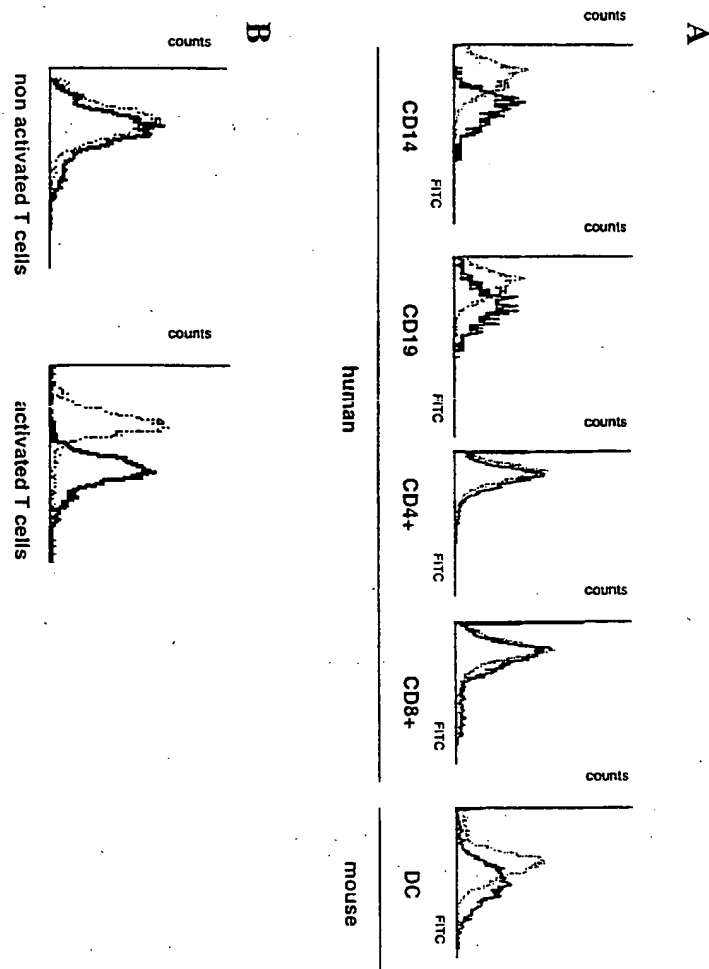 A
counts
counts
counts
counts
counts
FITC
FITC
FITC
FITC
FITC
CD14
CD19
CD4+
CD8+
DC
human
mouse
B
counts
counts
non activated T cells
activated T cells